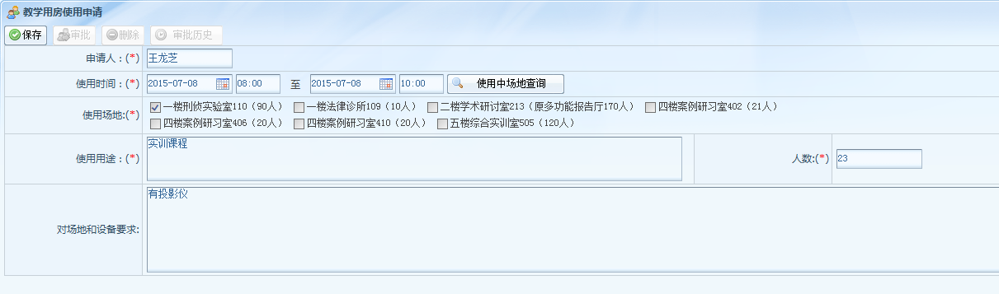 教学用房使用申请
保存 审批 删除 审批历史
申请人：(*) 王龙芝
使用时间：(*) 2015-07-08 08:00 至 2015-07-08 10:00 使用中场地查询
使用场地:(*) 一楼刑侦实验室110（90人） 一楼法律诊所109（10人） 二楼学术研讨室213（原多功能报告厅170人） 四楼案例研习室402（21人）
四楼案例研习室406（20人） 四楼案例研习室410（20人） 五楼综合实训室505（120人）
使用用途：(*) 实训课程 人数:(*) 23
对场地和设备要求: 有投影仪